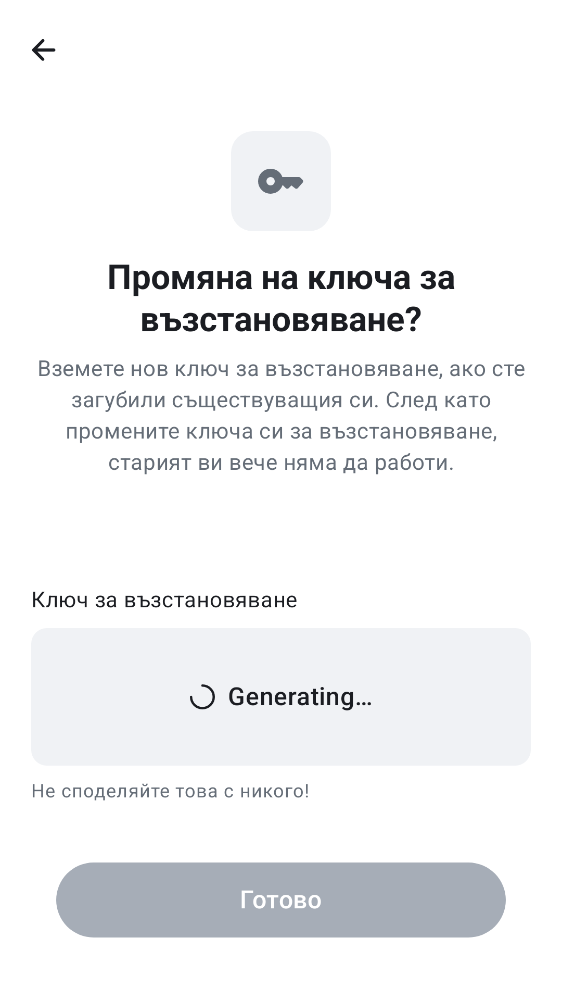 Промяна на ключа за
възстановяване?
Вземете нов ключ за възстановяване, ако сте
загубили съществуващия си. След като
промените ключа си за възстановяване,
старият ви вече няма да работи.
Ключ за възстановяване
Generating…
Не споделяйте това с никого!
Готово